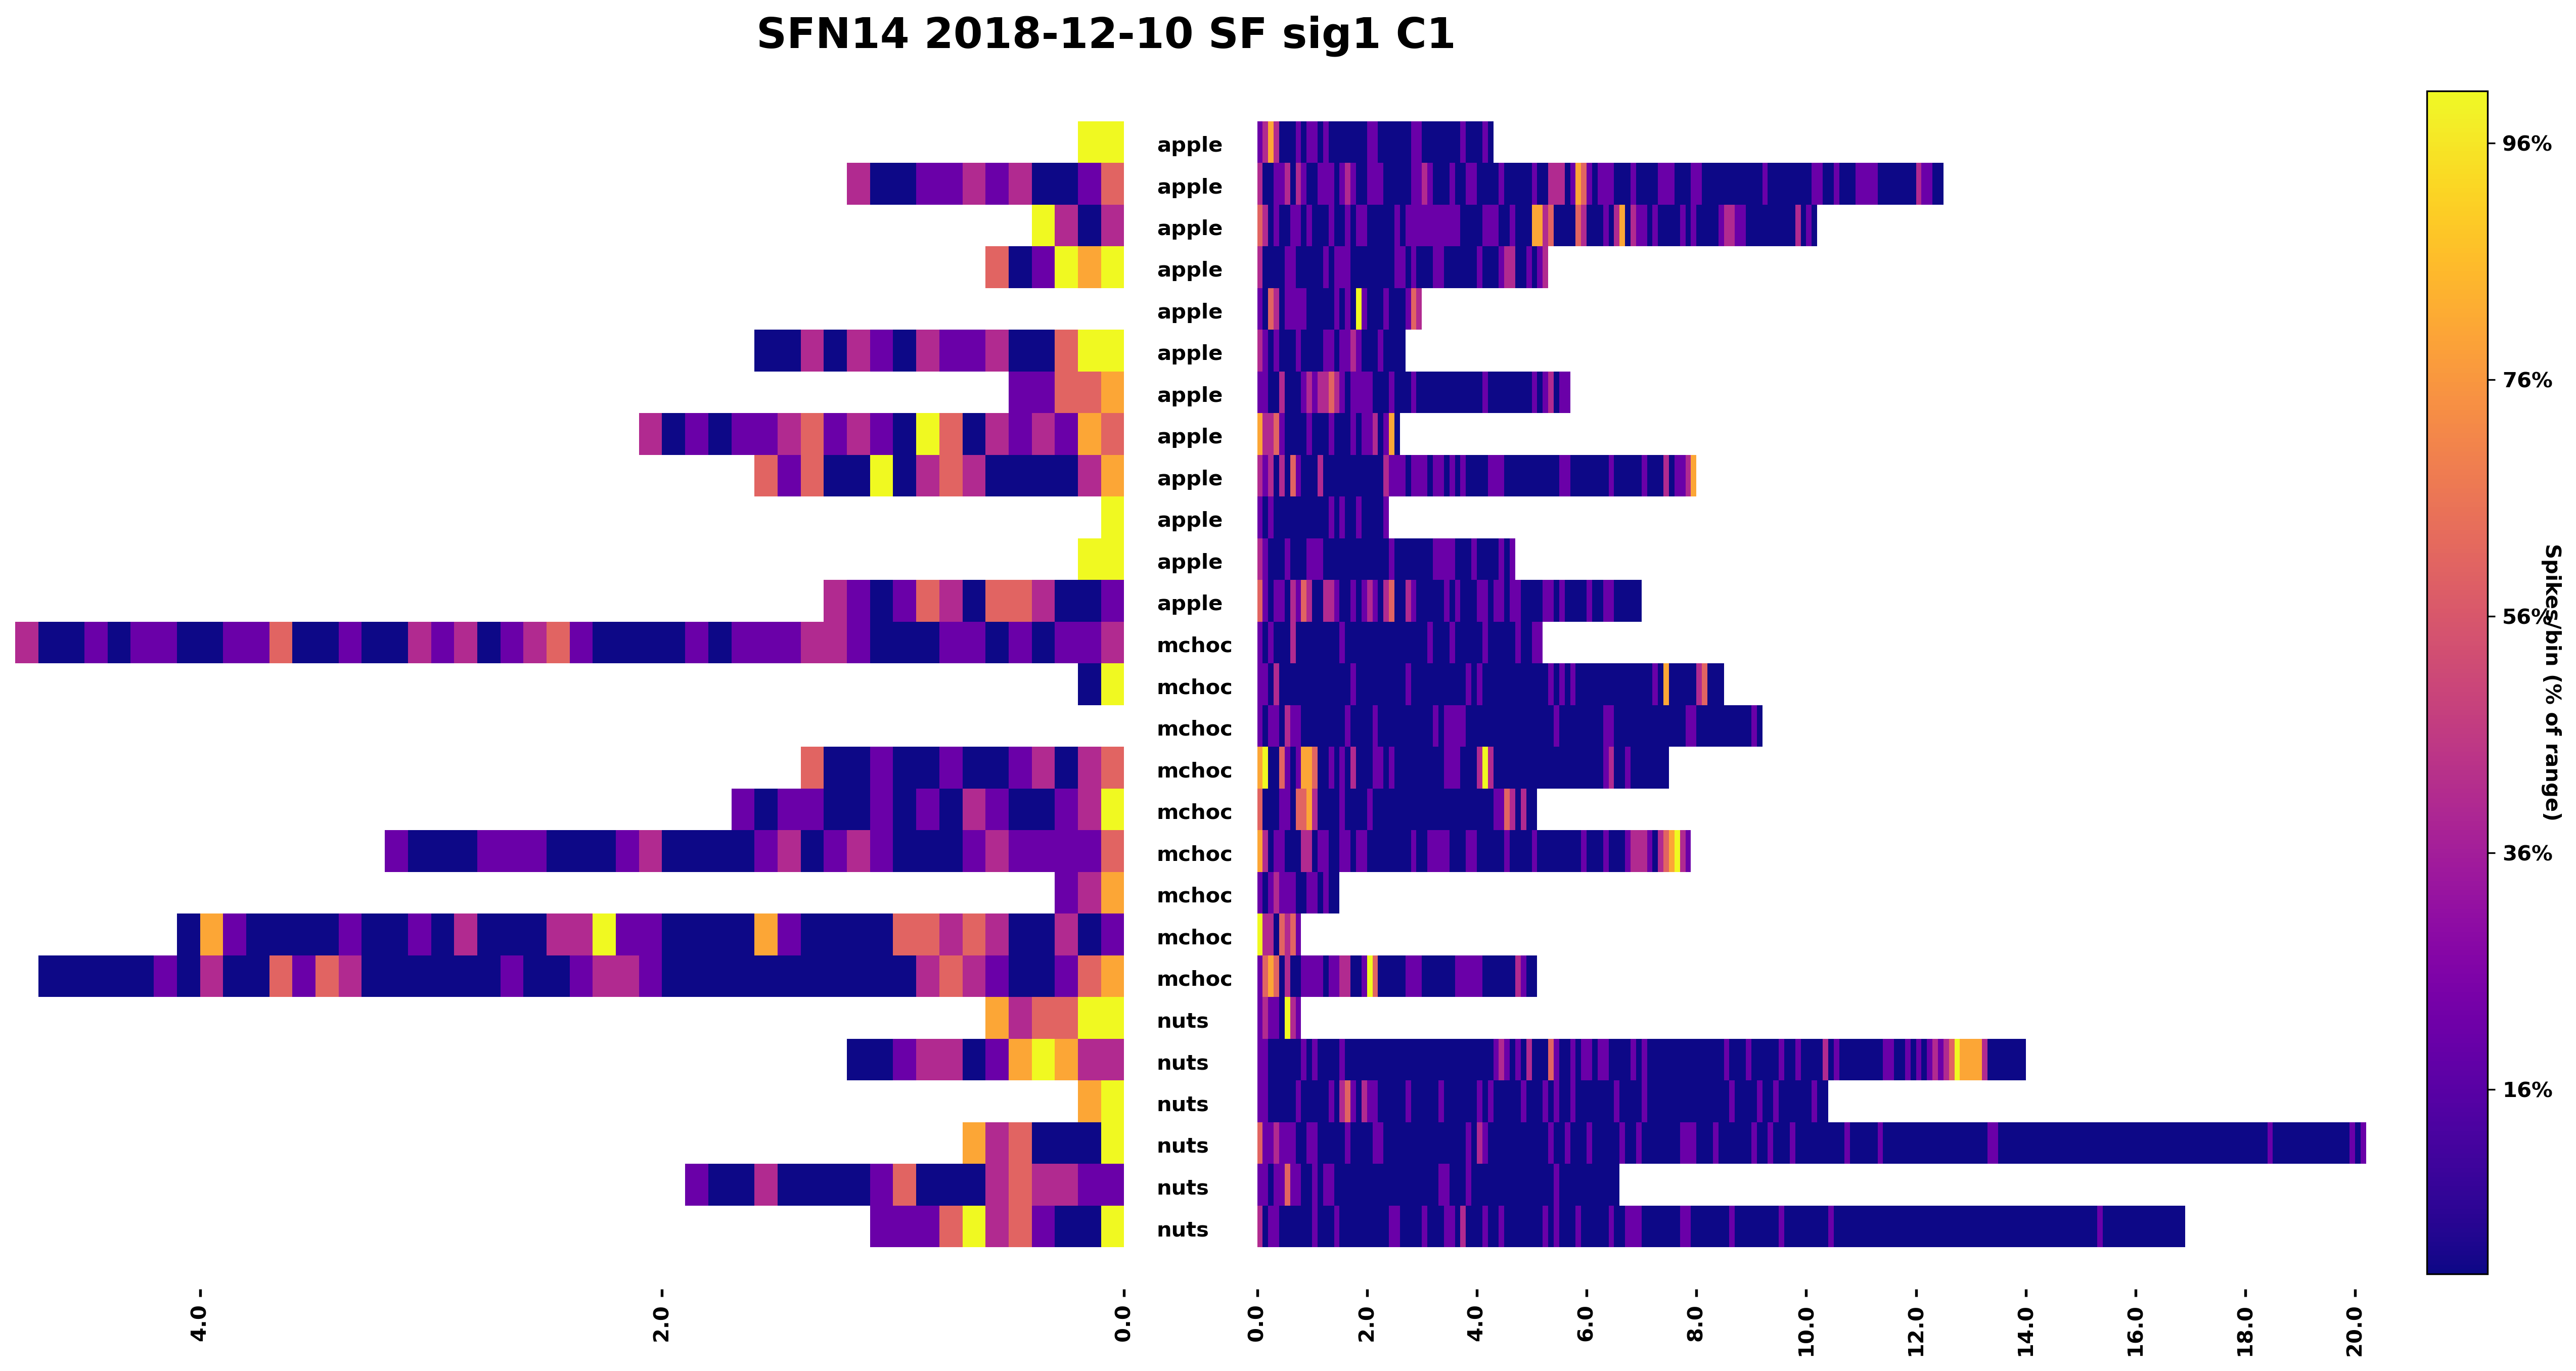 SFN14 2018-12-10 SF sig1 C1
apple
apple
apple
apple
apple
apple
apple
apple
apple
apple
apple
apple
mchoc
mchoc
mchoc
mchoc
mchoc
mchoc
mchoc
mchoc
mchoc
nuts
nuts
nuts
nuts
nuts
nuts
4.0
2.0
0.0
0.0
2.0
4.0
6.0
8.0
10.0
12.0
14.0
16.0
18.0
20.0
96%
76%
56%
36%
16%
Spikes/bin (% of range)